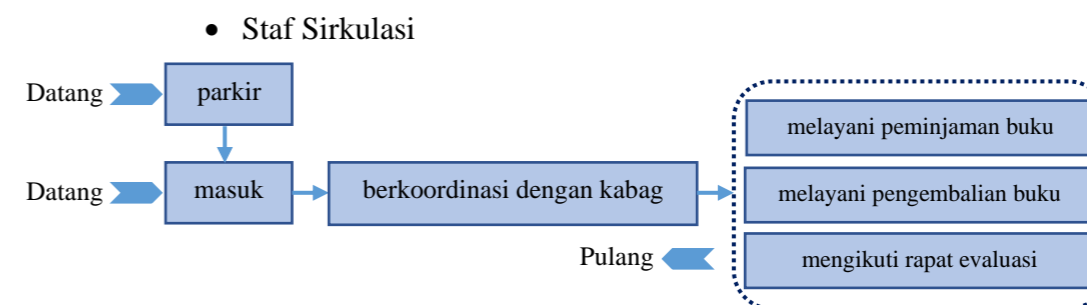 • Staf Sirkulasi
Datang
parkir
Datang
masuk
berkoordinasi dengan kabag
melayani peminjaman buku
melayani pengembalian buku
mengikuti rapat evaluasi
Pulang